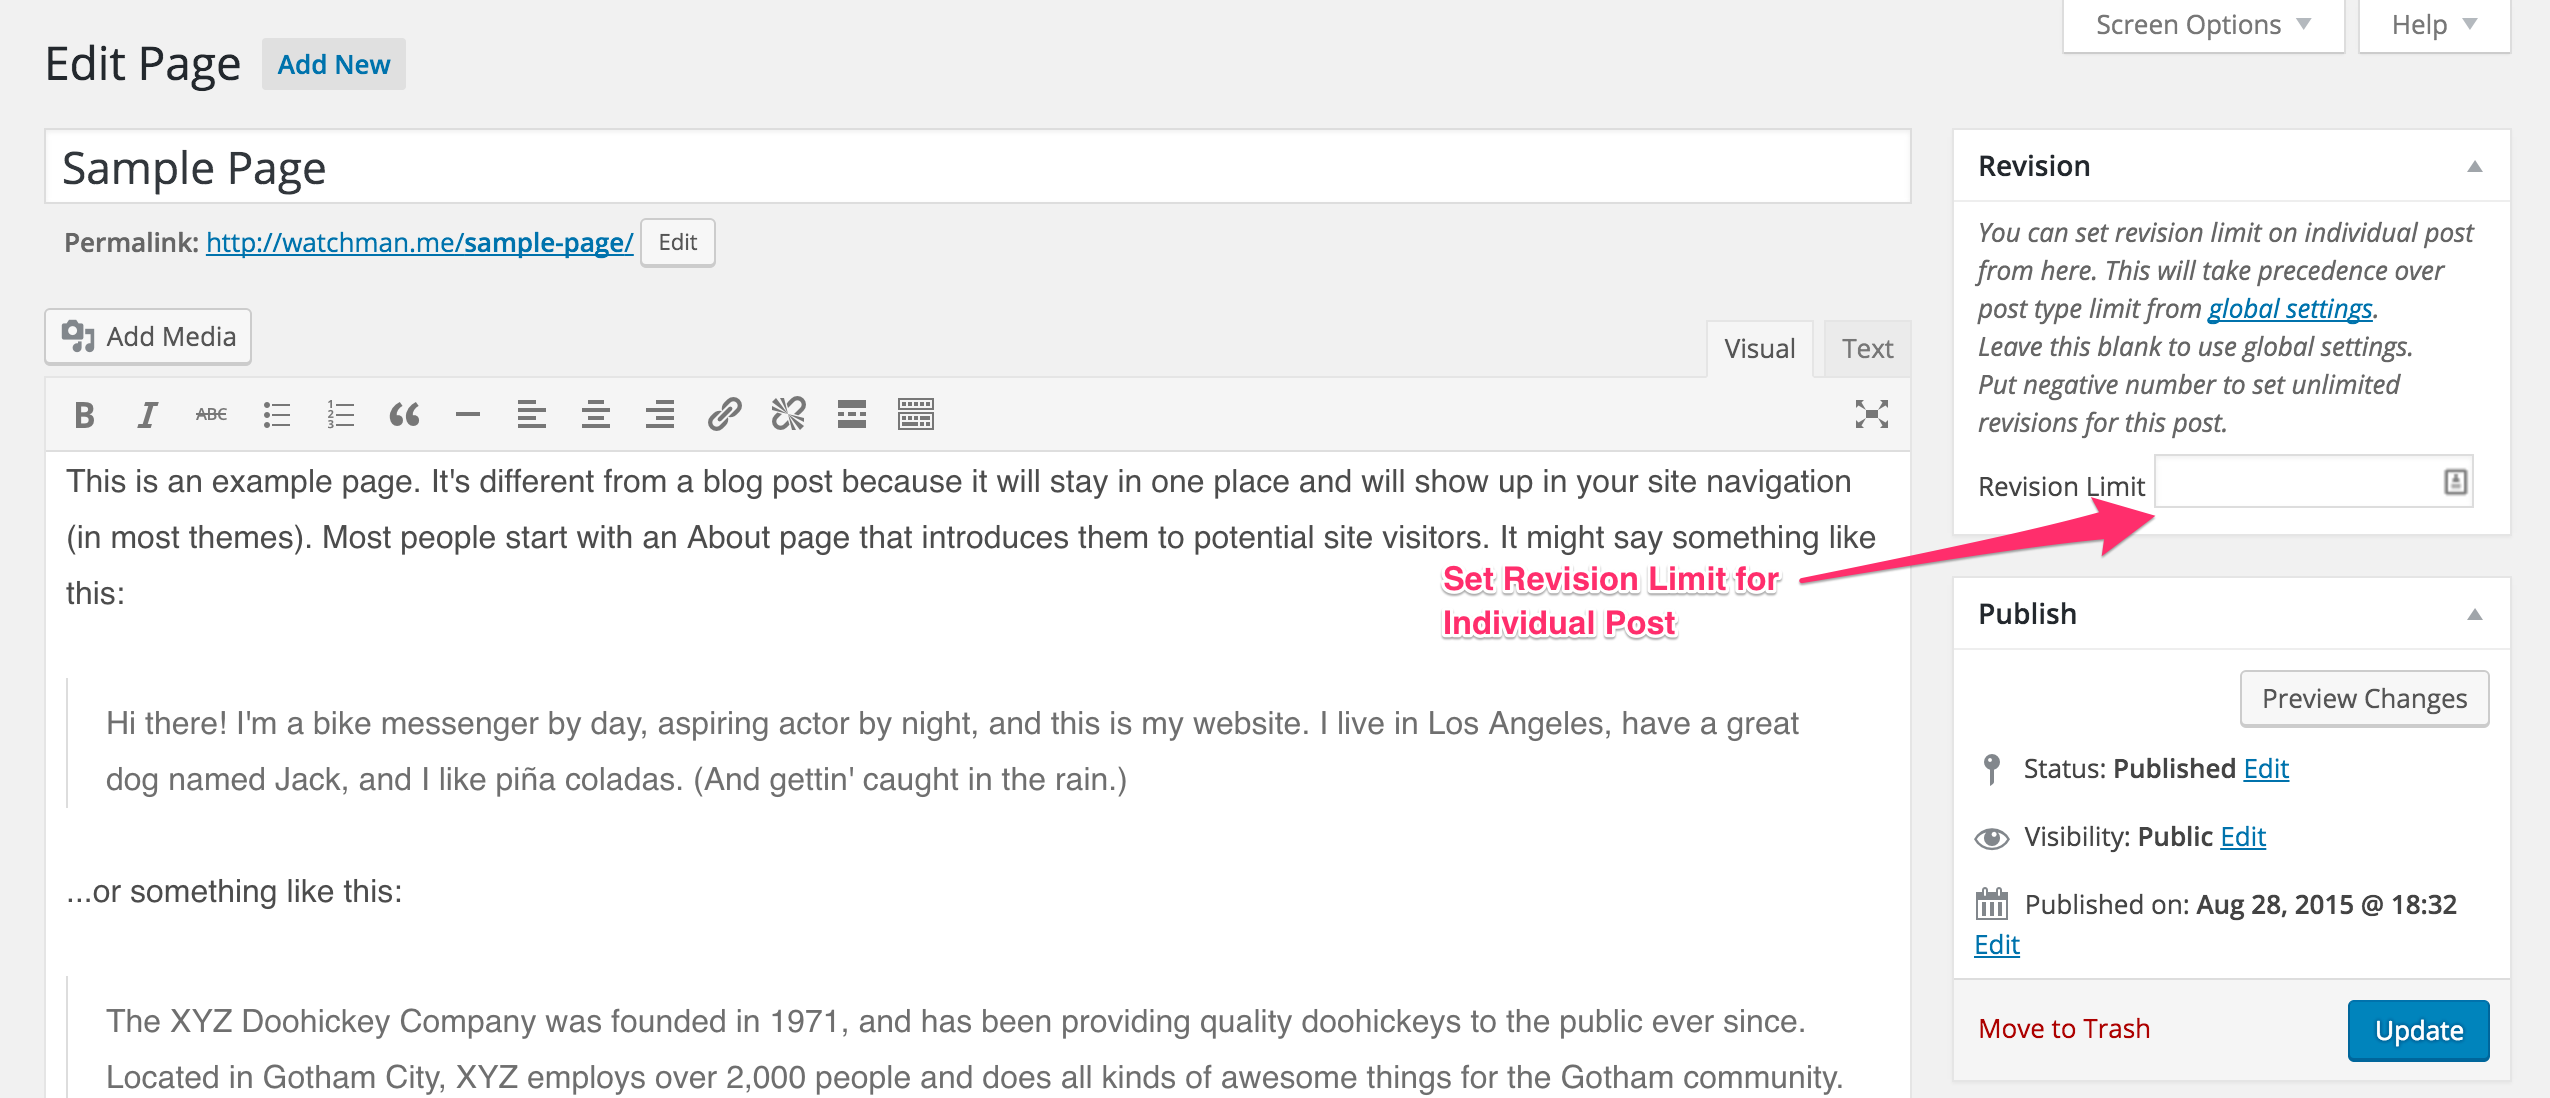 Screen Options
Help
Edit Page
Add New
Sample Page
Permalink: http://watchman.me/sample-page/ Edit
Add Media
Visual
Text
B I ABC
This is an example page. It's different from a blog post because it will stay in one place and will show up in your site navigation
(in most themes). Most people start with an About page that introduces them to potential site visitors. It might say something like
this:
Set Revision Limit for
Individual Post
Hi there! I'm a bike messenger by day, aspiring actor by night, and this is my website. I live in Los Angeles, have a great
dog named Jack, and I like piña coladas. (And gettin' caught in the rain.)
...or something like this:
The XYZ Doohickey Company was founded in 1971, and has been providing quality doohickeys to the public ever since.
Located in Gotham City, XYZ employs over 2,000 people and does all kinds of awesome things for the Gotham community.
Revision
You can set revision limit on individual post
from here. This will take precedence over
post type limit from global settings.
Leave this blank to use global settings.
Put negative number to set unlimited
revisions for this post.
Revision Limit
Publish
Preview Changes
Status: Published Edit
Visibility: Public Edit
Published on: Aug 28, 2015 @ 18:32
Edit
Move to Trash
Update